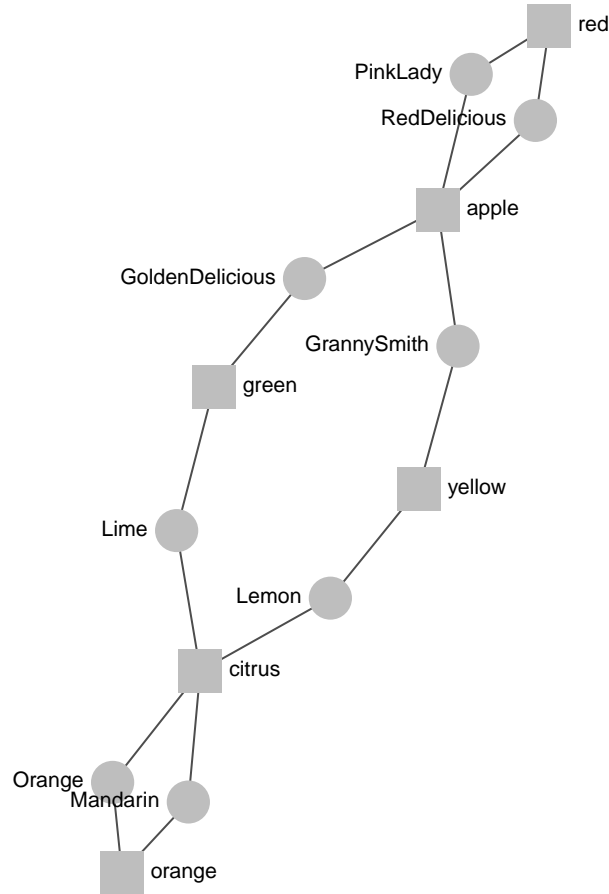 red
PinkLady
RedDelicious
apple
GoldenDelicious
GrannySmith
green
yellow
Lime
Lemon
citrus
Orange
Mandarin
orange